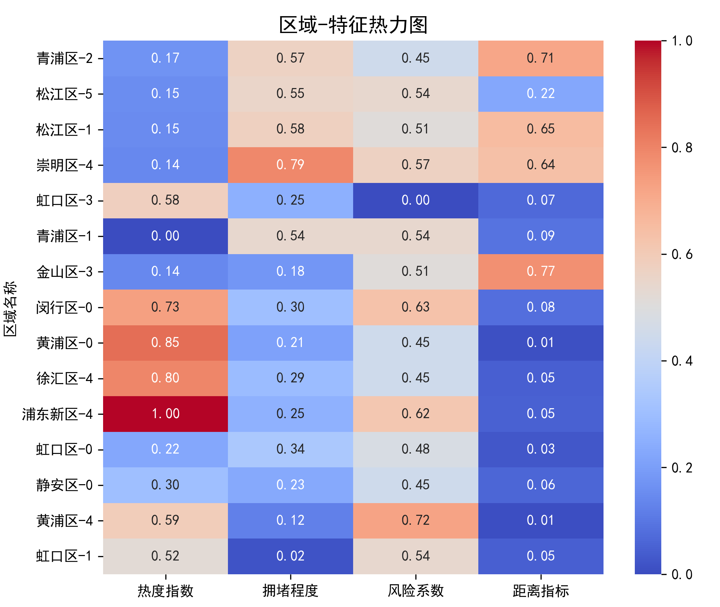 区域-特征热力图
区域名称
青浦区-2 0.17 0.57 0.45 0.71
松江区-5 0.15 0.55 0.54 0.22
松江区-1 0.15 0.58 0.51 0.65
崇明区-4 0.14 0.79 0.57 0.64
虹口区-3 0.58 0.25 0.00 0.07
青浦区-1 0.00 0.54 0.54 0.09
金山区-3 0.14 0.18 0.51 0.77
闵行区-0 0.73 0.30 0.63 0.08
黄浦区-0 0.85 0.21 0.45 0.01
徐汇区-4 0.80 0.29 0.45 0.05
浦东新区-4 1.00 0.25 0.62 0.05
虹口区-0 0.22 0.34 0.48 0.03
静安区-0 0.30 0.23 0.45 0.06
黄浦区-4 0.59 0.12 0.72 0.01
虹口区-1 0.52 0.02 0.54 0.05
热度指数 拥堵程度 风险系数 距离指标
1.0
0.8
0.6
0.4
0.2
0.0